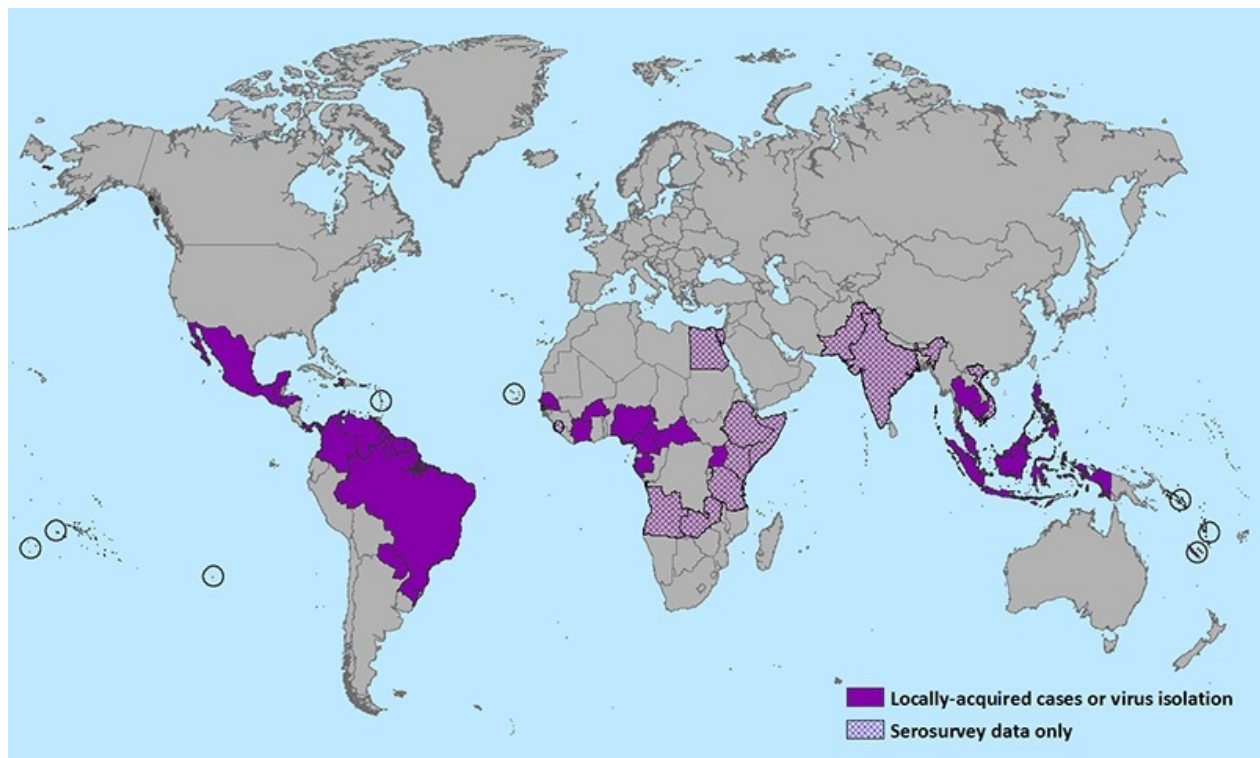 Locally-acquired cases or virus isolation
Serosurvey data only